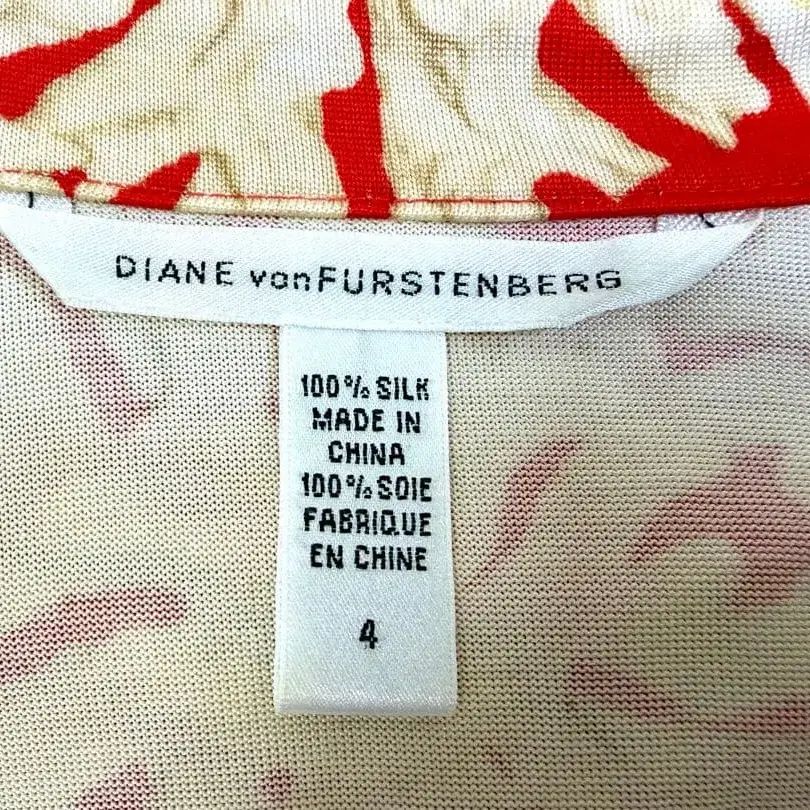 DIANE vonFURSTENBERG
100% SILK
MADE IN
CHINA
100% SOIE
FABRIQUE
EN CHINE
4